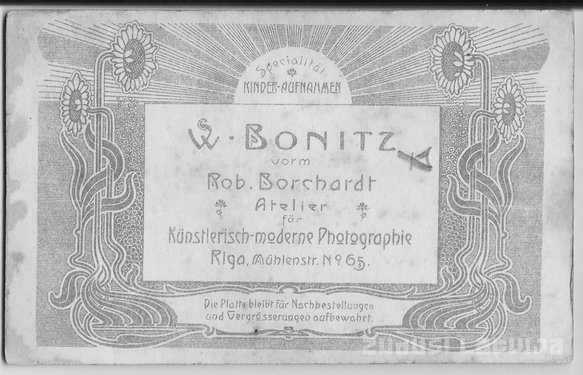 Specialität:
KINDER-AUFNAHMEN
W. BONITZ
vorm
Rob. Borchardt
Atelier
für
Künstlerisch-moderne Photographie
Riga, Mühlenstr. No 65.
Die Platte bleibt für Nachbestellungen
und Vergrösserungen aufbewahrt.